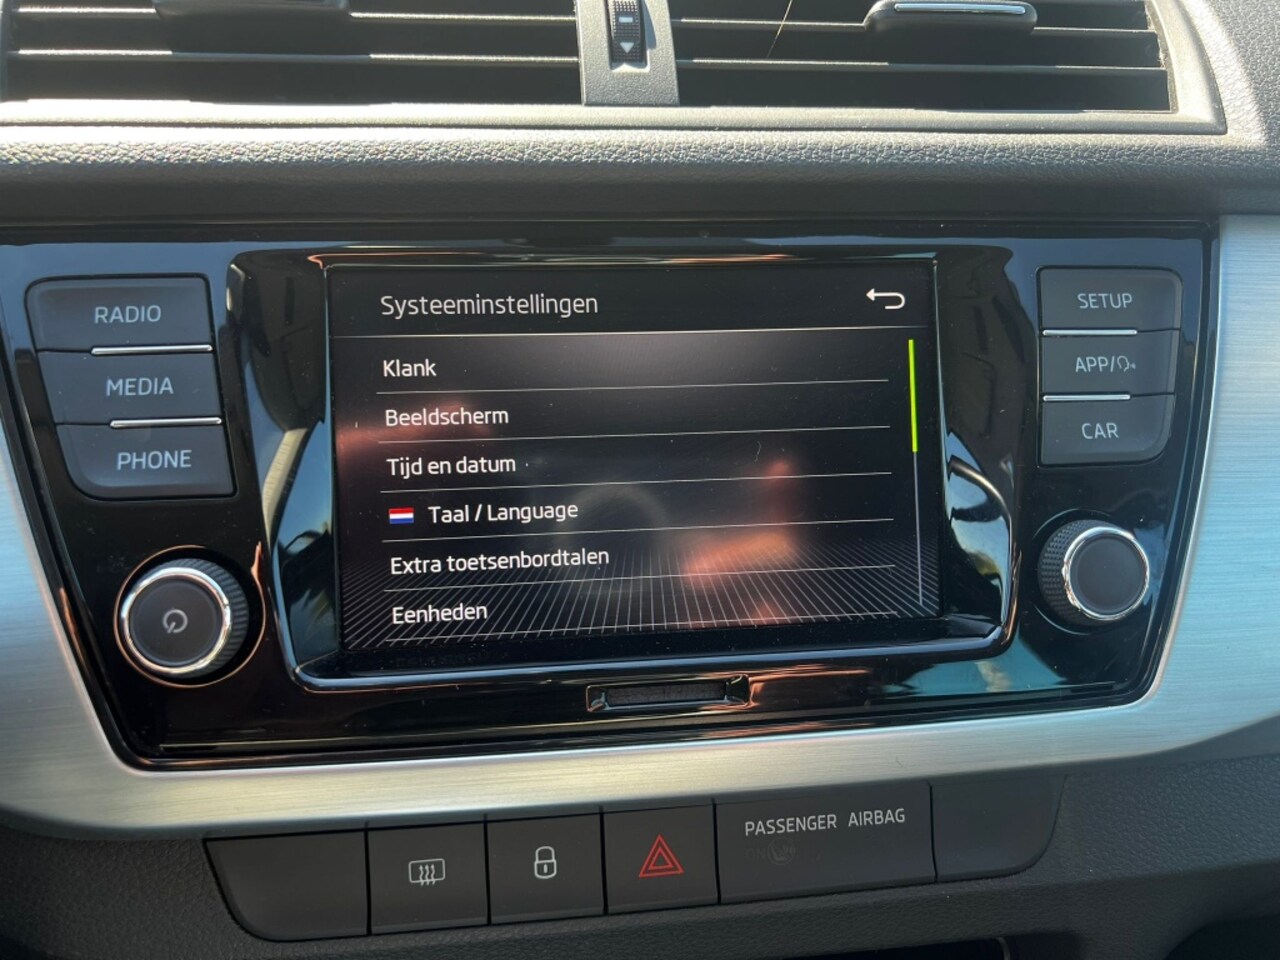 RADIO
MEDIA
PHONE
Systeeminstellingen
Klank
Beeldscherm
Tijd en datum
Taal / Language
Extra toetsenbordtalen
Eenheden
SETUP
APP/
CAR
PASSENGER AIRBAG